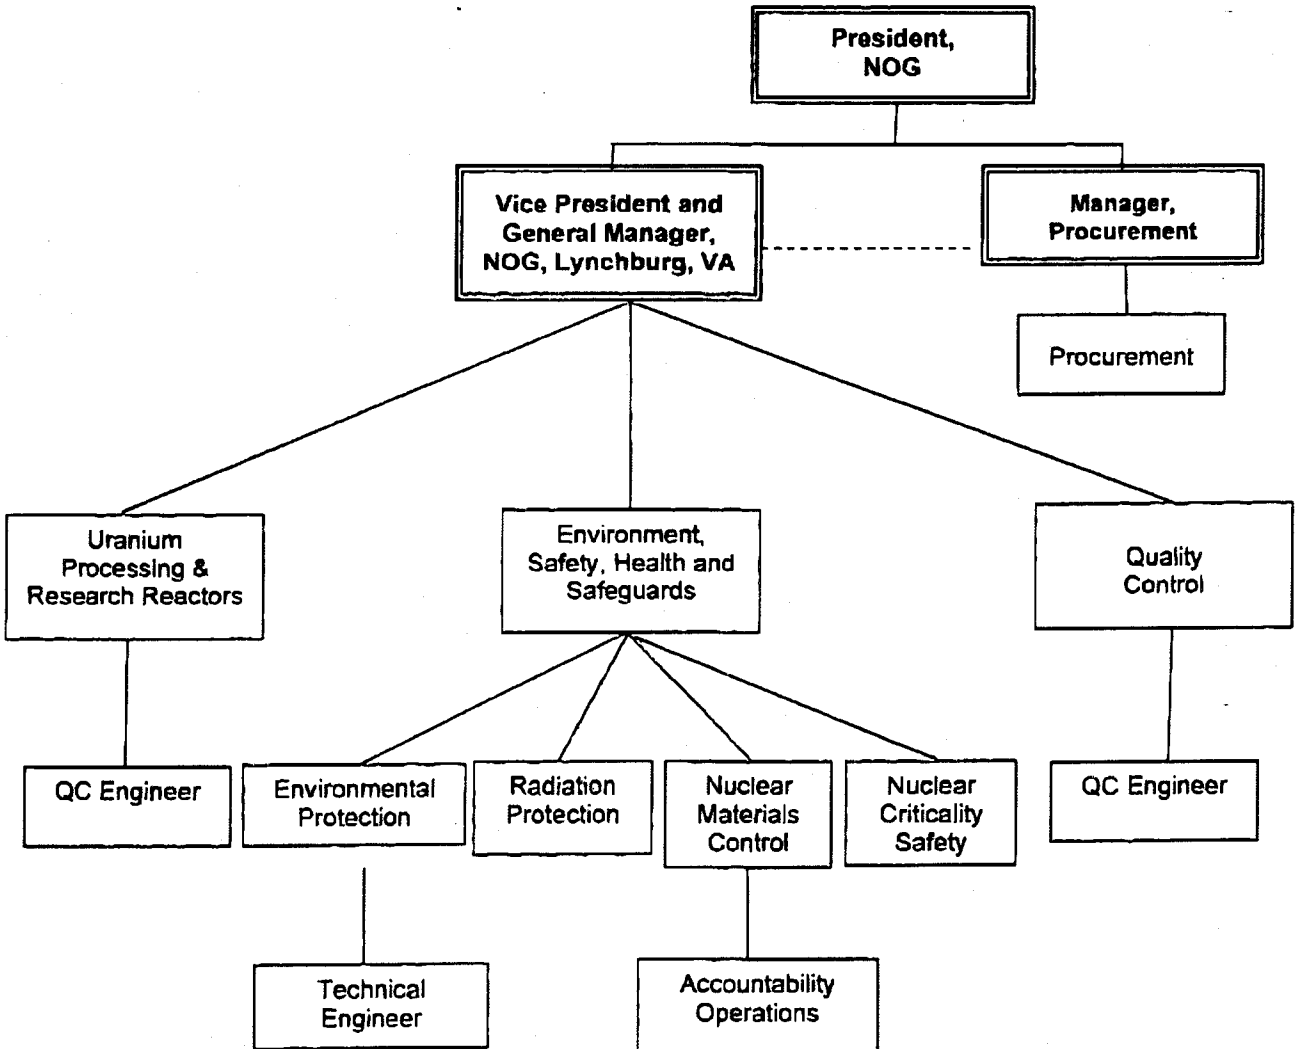 President,
NOG
Vice President and
General Manager,
NOG, Lynchburg, VA
Manager,
Procurement
Procurement
Uranium
Processing &
Research Reactors
Environment,
Safety, Health and
Safeguards
Quality
Control
QC Engineer
Environmental
Protection
Radiation
Protection
Nuclear
Materials
Control
Nuclear
Criticality
Safety
QC Engineer
Technical
Engineer
Accountability
Operations